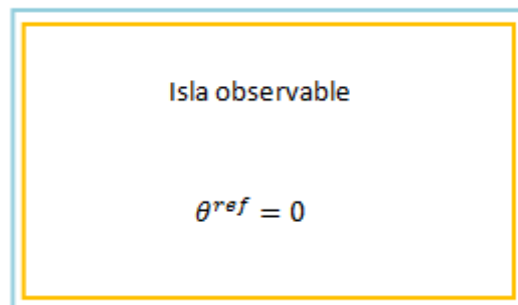 Isla observable
θ^{ref} = 0